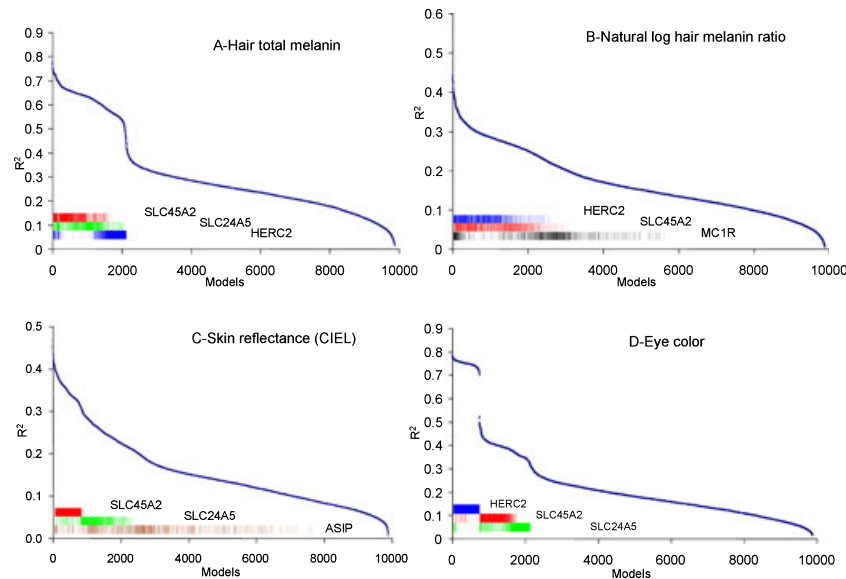 A-Hair total melanin
R2
0.9
0.8
0.7
0.6
0.5
0.4
0.3
0.2
0.1
0
SLC45A2
SLC24A5
HERC2
0 2000 4000 6000 8000 10000
Models
B-Natural log hair melanin ratio
R2
0.6
0.5
0.4
0.3
0.2
0.1
0
HERC2
SLC45A2
MC1R
0 2000 4000 6000 8000 10000
Models
C-Skin reflectance (CIEL)
R2
0.5
0.4
0.3
0.2
0.1
0.0
SLC45A2
SLC24A5
ASIP
0 2000 4000 6000 8000 10000
Models
D-Eye color
R2
0.9
0.8
0.7
0.6
0.5
0.4
0.3
0.2
0.1
0
HERC2
SLC45A2
SLC24A5
0 2000 4000 6000 8000 10000
Models